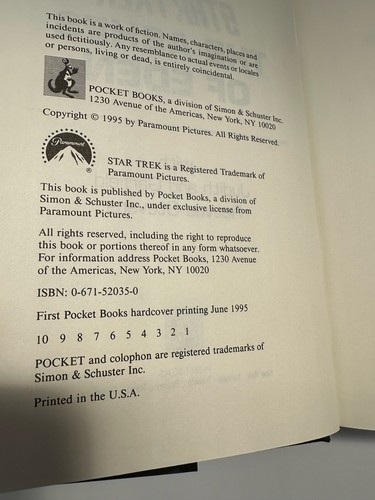 This book is a work of fiction. Names, characters, places and
incidents are products of the author's imagination or are
used fictitiously. Any resemblance to actual events or locales
or persons, living or dead, is entirely coincidental.
POCKET BOOKS, a division of Simon & Schuster Inc.
1230 Avenue of the Americas, New York, NY 10020
Copyright © 1995 by Paramount Pictures. All Rights Reserved.
Paramount
®
STAR TREK is a Registered Trademark of
Paramount Pictures.
This book is published by Pocket Books, a division of
Simon & Schuster Inc., under exclusive license from
Paramount Pictures.
All rights reserved, including the right to reproduce
this book or portions thereof in any form whatsoever.
For information address Pocket Books, 1230 Avenue
of the Americas, New York, NY 10020
ISBN: 0-671-52035-0
First Pocket Books hardcover printing June 1995
10 9 8 7 6 5 4 3 2 1
POCKET and colophon are registered trademarks of
Simon & Schuster Inc.
Printed in the U.S.A.